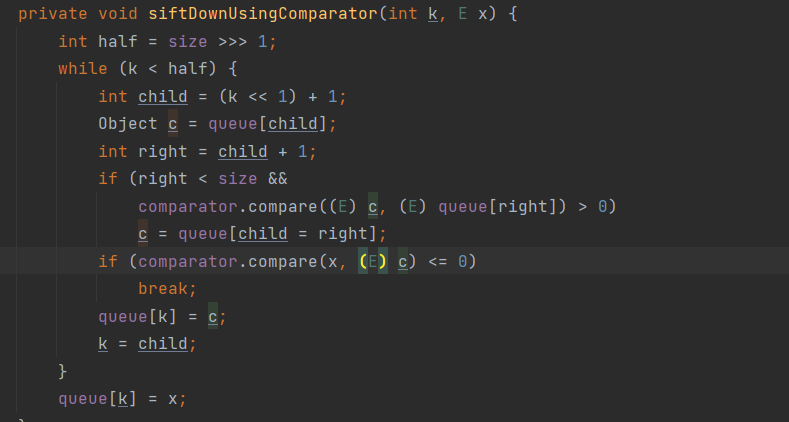 private void siftDownUsingComparator(int k, E x) {
    int half = size >>> 1;
    while (k < half) {
        int child = (k << 1) + 1;
        Object c = queue[child];
        int right = child + 1;
        if (right < size &&
            comparator.compare((E) c, (E) queue[right]) > 0)
            c = queue[child = right];
        if (comparator.compare(x, (E) c) <= 0)
            break;
        queue[k] = c;
        k = child;
    }
    queue[k] = x;
}